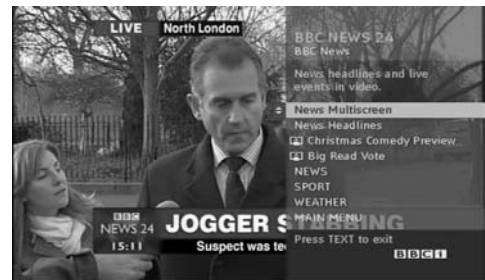 LIVE North London
BBC NEWS 24
BBC News
News headlines and live
events in video.
News Multiscreen
News Headlines
Christmas Comedy Preview...
Big Read Vote
NEWS
SPORT
WEATHER
MAIN MENU
Press TEXT to exit
BBC 1
BBC
NEWS 24
15:11
JOGGER STABBING
Suspect was